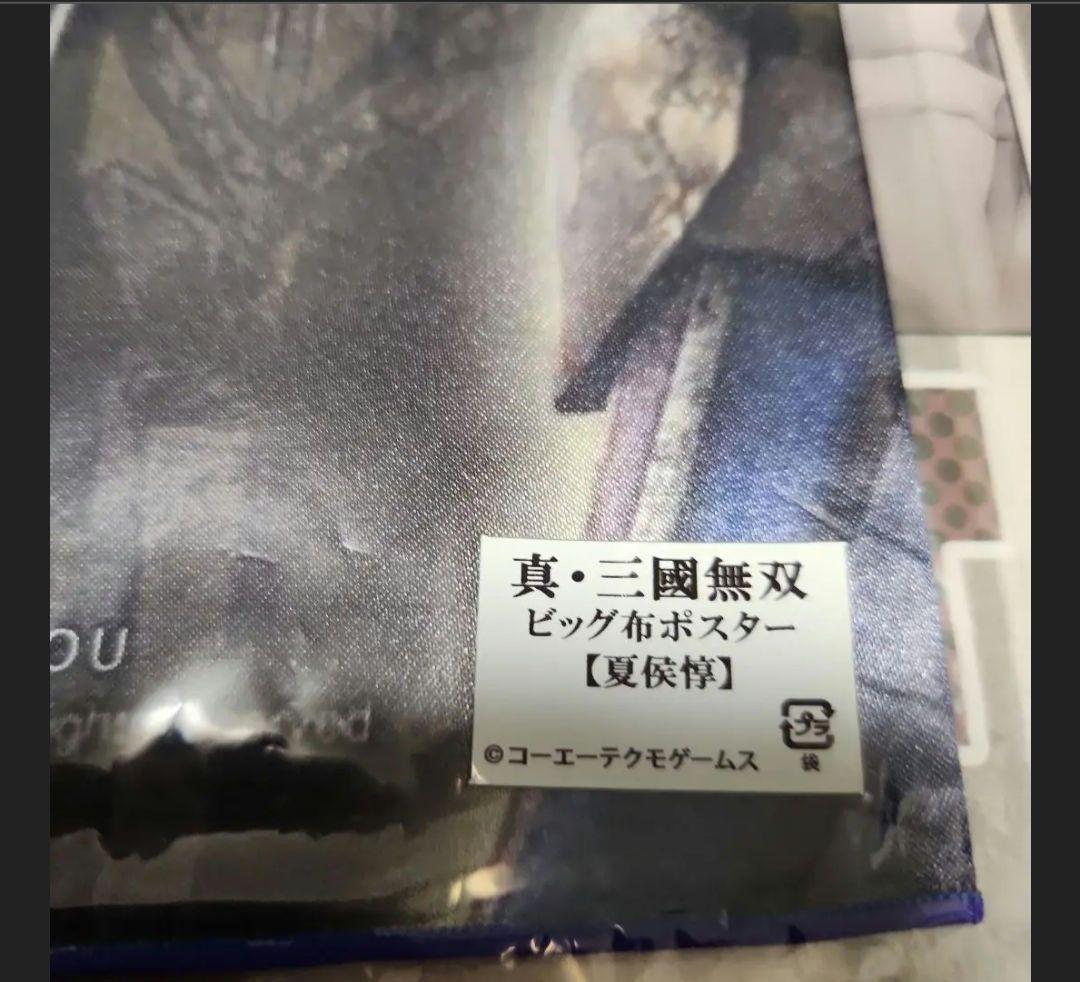 真・三國無双
ビッグ布ポスター
【夏侯惇】
プラ
©コーエーテクモゲームス
袋
OU